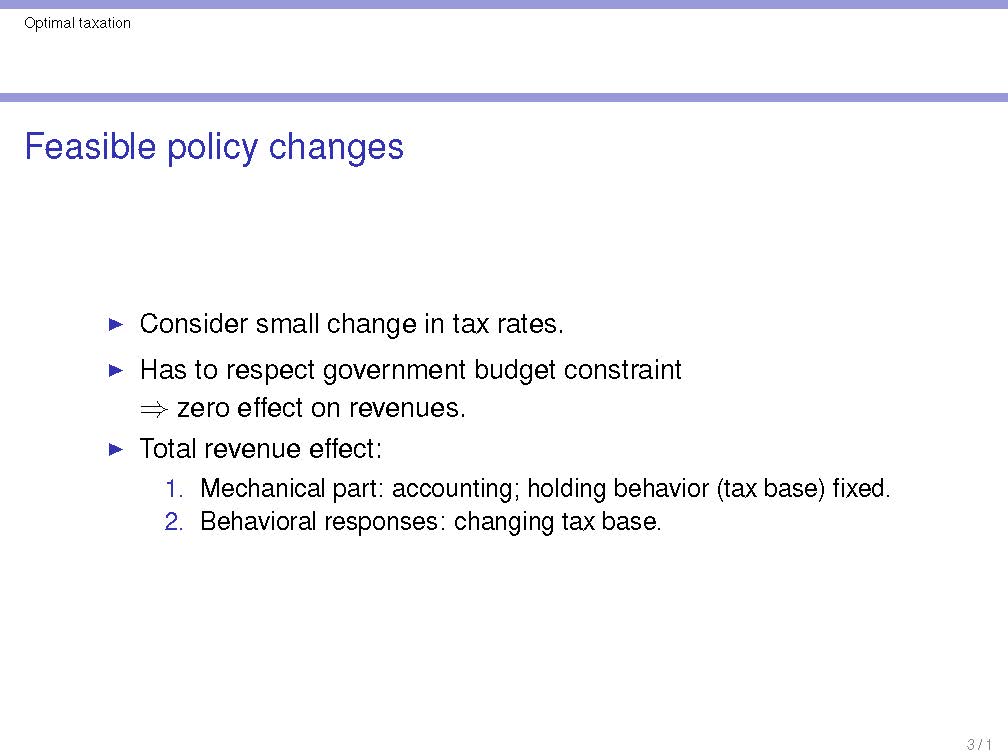 Optimal taxation
Feasible policy changes
▶ Consider small change in tax rates.
▶ Has to respect government budget constraint
⇒ zero effect on revenues.
▶ Total revenue effect:
1. Mechanical part: accounting; holding behavior (tax base) fixed.
2. Behavioral responses: changing tax base.
3 / 1